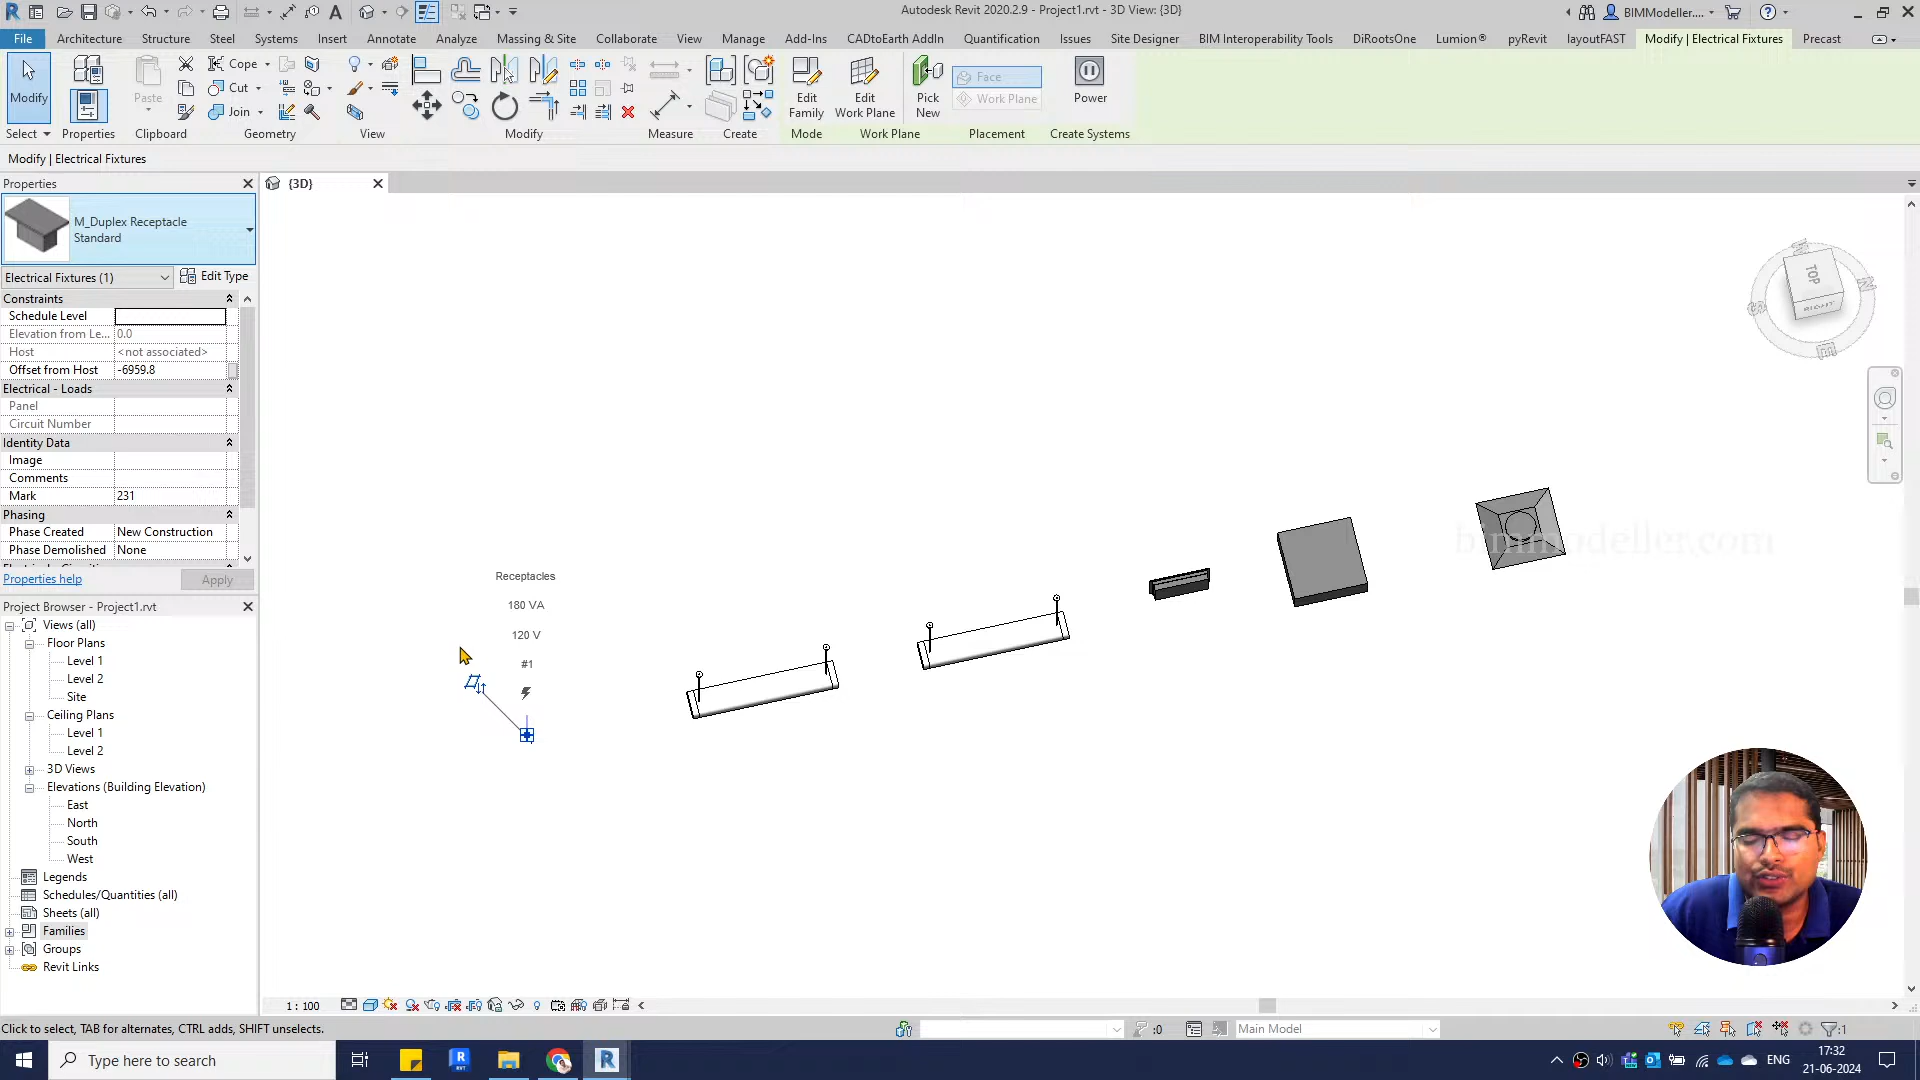 Autodesk Revit 2020.2.9 - Project1.rvt - 3D View: {3D}
BIMModeller....
File
Architecture
Structure
Steel
Systems
Insert
Annotate
Analyze
Massing & Site
Collaborate
View
Manage
Add-Ins
CADtoEarth AddIn
Quantification
Issues
Site Designer
BIM Interoperability Tools
DiRootsOne
Lumion®
pyRevit
layoutFAST
Modify | Electrical Fixtures
Precast
Modify
Paste
Cope
Cut
Join
Edit
Family
Edit
Work Plane
Pick
New
Face
Work Plane
Power
Select
Properties
Clipboard
Geometry
View
Modify
Measure
Create
Mode
Work Plane
Placement
Create Systems
Modify | Electrical Fixtures
Properties
{3D}
M_Duplex Receptacle
Standard
Electrical Fixtures (1)
Edit Type
Constraints
Schedule Level
Elevation from Le... 0.0
Host <not associated>
Offset from Host -6959.8
Electrical - Loads
Panel
Circuit Number
Identity Data
Image
Comments
Mark 231
Phasing
Phase Created New Construction
Phase Demolished None
Properties help
Apply
Project Browser - Project1.rvt
Views (all)
Floor Plans
Level 1
Level 2
Site
Ceiling Plans
Level 1
Level 2
3D Views
Elevations (Building Elevation)
East
North
South
West
Legends
Schedules/Quantities (all)
Sheets (all)
Families
Groups
Revit Links
Receptacles
180 VA
120 V
#1
TOP
RIGHT
N
S
E
bimmodeller.com
1 : 100
Click to select, TAB for alternates, CTRL adds, SHIFT unselects.
:0
Main Model
:1
Type here to search
ENG
17:32
21-06-2024